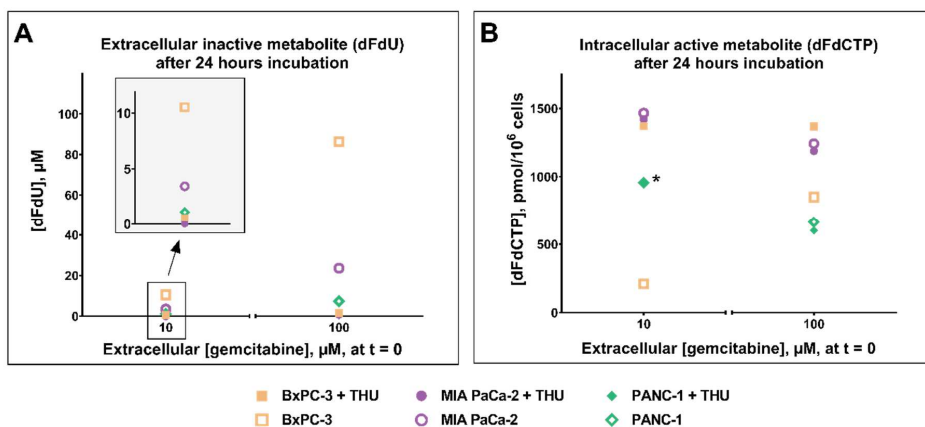 A
Extracellular inactive metabolite (dFdU)
after 24 hours incubation
[dFdU], µM
100
80
60
40
20
0
10
5
0
10
100
Extracellular [gemcitabine], µM, at t = 0
B
Intracellular active metabolite (dFdCTP)
after 24 hours incubation
[dFdCTP], pmol/10⁶ cells
1500
1000
500
0
*
10
100
Extracellular [gemcitabine], µM, at t = 0
BxPC-3 + THU
MIA PaCa-2 + THU
PANC-1 + THU
BxPC-3
MIA PaCa-2
PANC-1